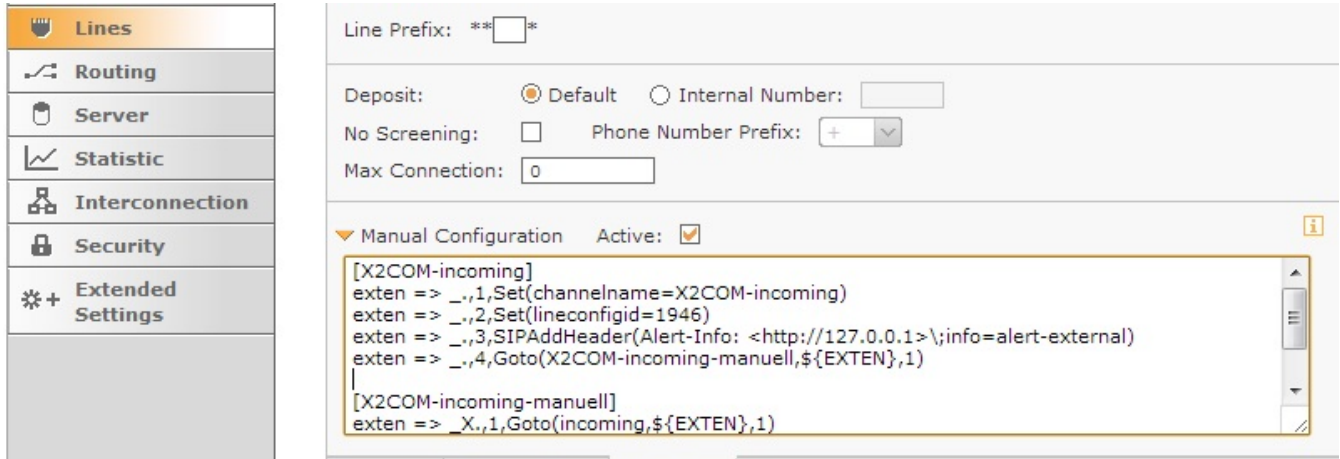 Lines
Routing
Server
Statistic
Interconnection
Security
Extended
Settings
Line Prefix: ** *
Deposit: Default Internal Number:
No Screening: Phone Number Prefix: +
Max Connection: 0
Manual Configuration Active:
[X2COM-incoming]
exten => _.,1,Set(channelname=X2COM-incoming)
exten => _.,2,Set(lineconfigid=1946)
exten => _.,3,SIPAddHeader(Alert-Info: <http://127.0.0.1>\;info=alert-external)
exten => _.,4,Goto(X2COM-incoming-manuell,${EXTEN},1)
[X2COM-incoming-manuell]
exten => _X.,1,Goto(incoming,${EXTEN},1)